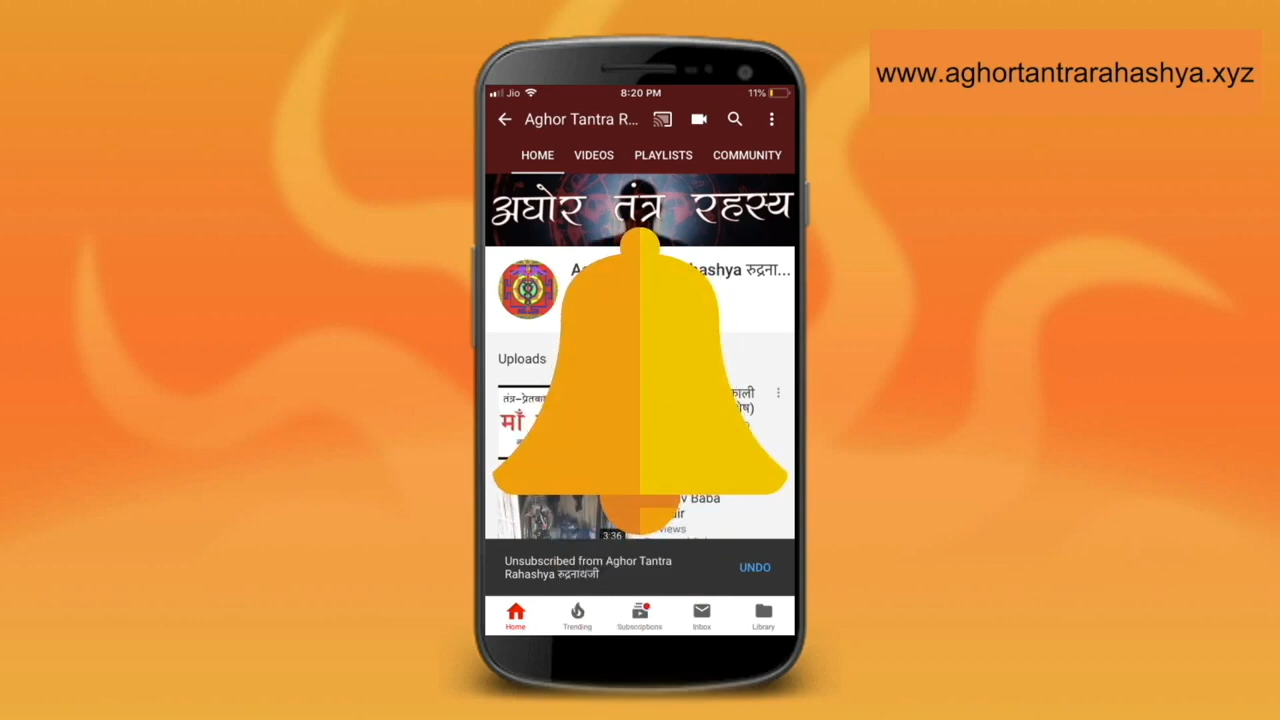 www.aghortantrarahashya.xyz
Jio 8:20 PM 11%
Aghor Tantra R...
HOME VIDEOS PLAYLISTS COMMUNITY
अघोर तंत्र रहस्य
रुद्रना...
Uploads
तंत्र-प्रेतबा
माँ
Baba
3:36
Unsubscribed from Aghor Tantra
Rahashya रुद्रनाथजी
UNDO
Home Trending Subscriptions Inbox Library